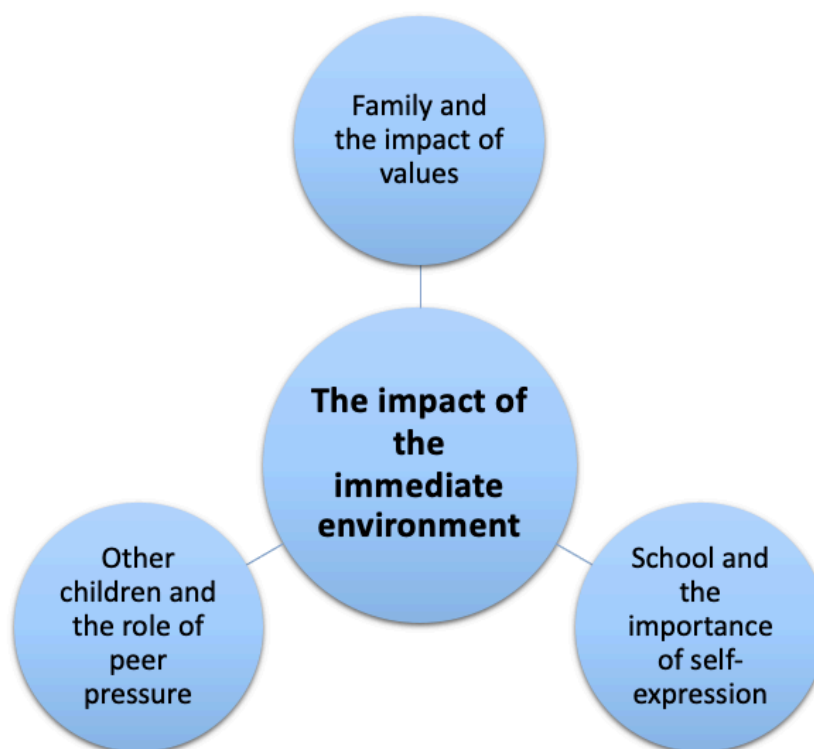 Family and
the impact of
values
The impact of
the
immediate
environment
Other
children and
the role of
peer
pressure
School and
the
importance
of self-
expression